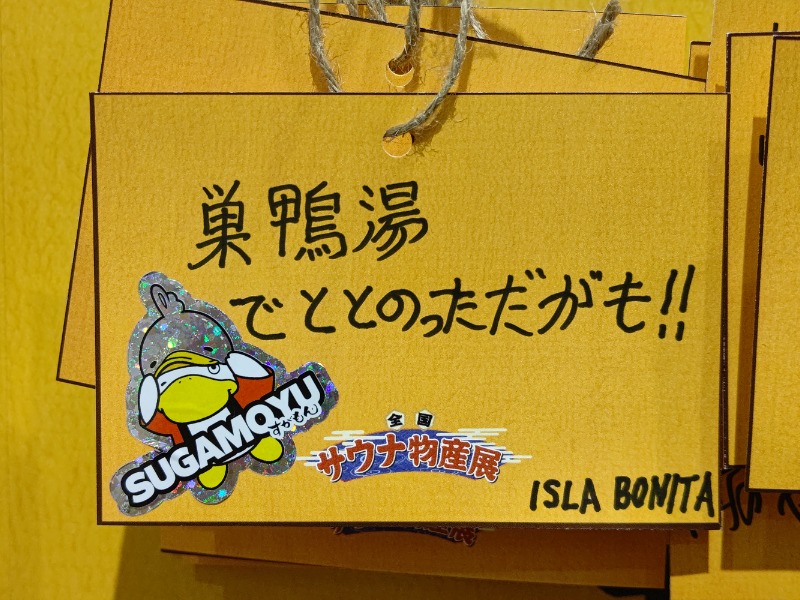 巣鴨湯
でととのっただがも!!
SUGAMOYU
すがもん
全国
サウナ物産展
ISLA BONITA